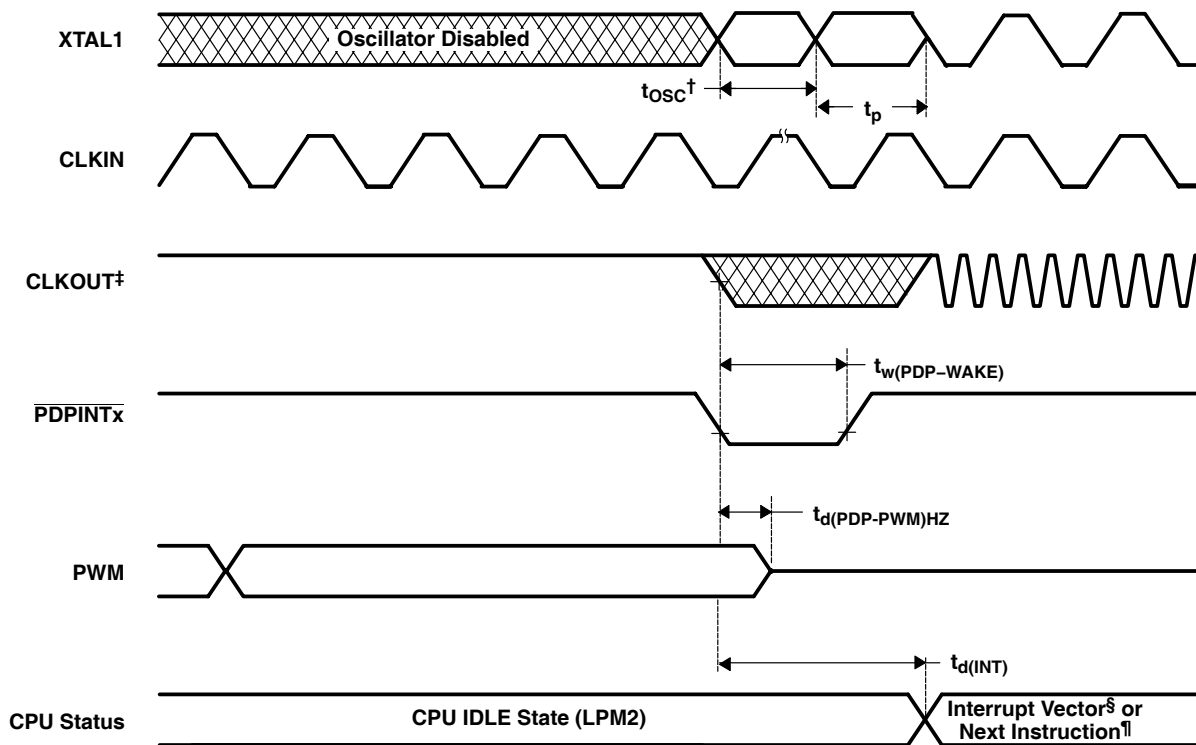 XTAL1
Oscillator Disabled
tOSC†
tp
CLKIN
CLKOUT‡
tw(PDP–WAKE)
PDPINTx
td(PDP-PWM)HZ
PWM
td(INT)
CPU Status
CPU IDLE State (LPM2)
Interrupt Vector§ or
Next Instruction¶